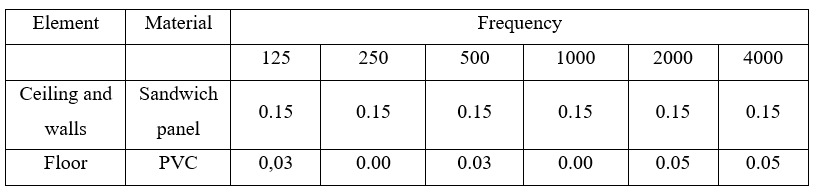 Element Material Frequency
125 250 500 1000 2000 4000
Ceiling and Sandwich
0.15 0.15 0.15 0.15 0.15 0.15
walls panel
Floor PVC 0,03 0.00 0.03 0.00 0.05 0.05